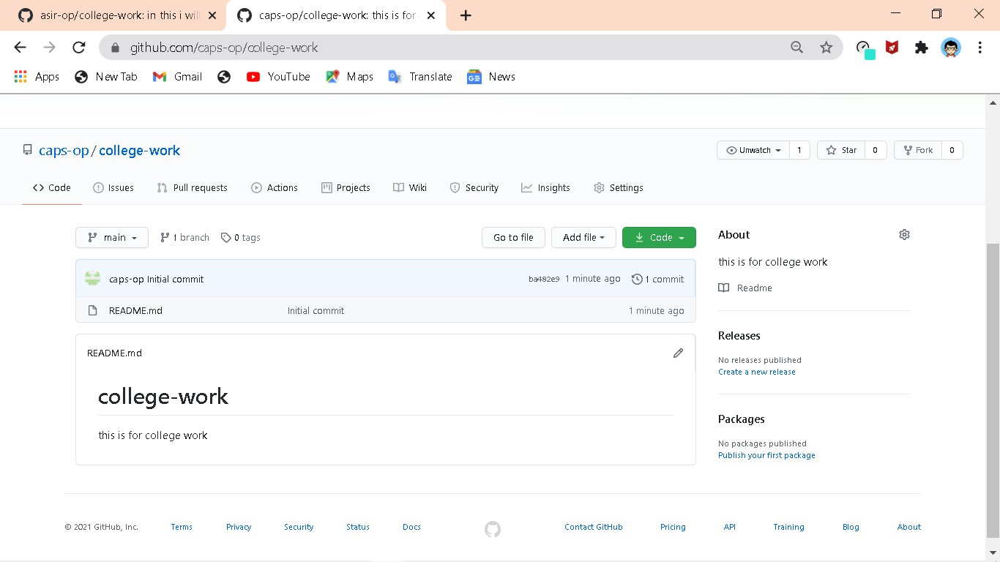 asir-op/college-work: in this i wil
caps-op/college-work: this is for
github.com/caps-op/college-work
Apps New Tab Gmail YouTube Maps Translate News
caps-op / college-work
Unwatch 1 Star 0 Fork 0
Code Issues Pull requests Actions Projects Wiki Security Insights Settings
main 1 branch 0 tags Go to file Add file Code
caps-op Initial commit ba482e9 1 minute ago 1 commit
README.md Initial commit 1 minute ago
README.md
college-work
this is for college work
About
this is for college work
Readme
Releases
No releases published
Create a new release
Packages
No packages published
Publish your first package
© 2021 GitHub, Inc. Terms Privacy Security Status Docs Contact GitHub Pricing API Training Blog About